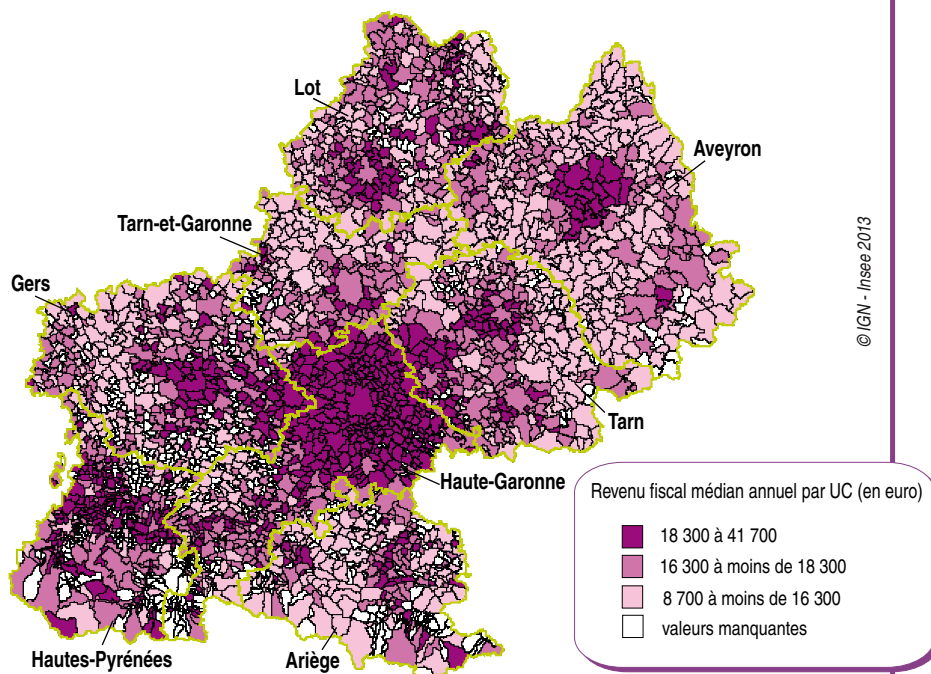 Lot
Aveyron
Tarn-et-Garonne
Gers
Tarn
Haute-Garonne
Hautes-Pyrénées
Ariège
© IGN - Insee 2013
Revenu fiscal médian annuel par UC (en euro)
18 300 à 41 700
16 300 à moins de 18 300
8 700 à moins de 16 300
valeurs manquantes